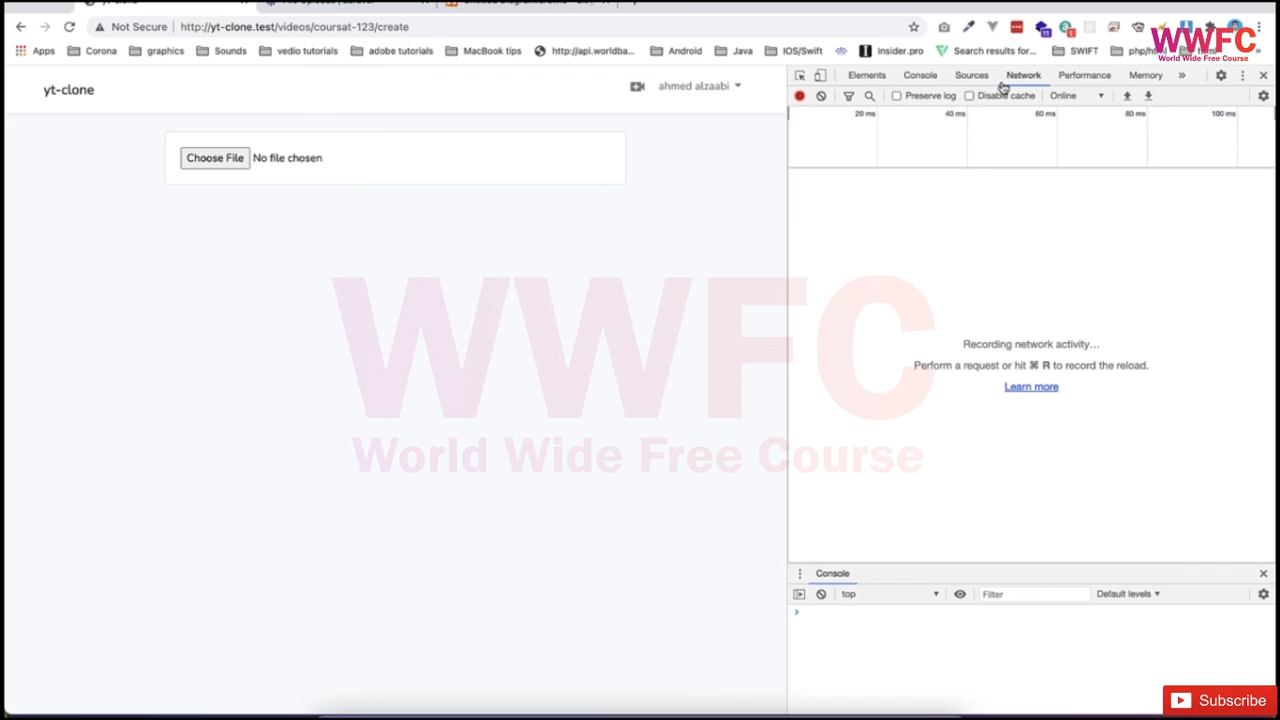 Not Secure http://yt-clone.test/videos/coursat-123/create
Apps Corona graphics Sounds vedio tutorials adobe tutorials MacBook tips http://api.worldba... Android Java IOS/Swift Insider.pro Search results for... SWIFT
WWFC
World Wide Free Course
yt-clone
ahmed alzaabi
Choose File No file chosen
Elements Console Sources Network Performance Memory »
Preserve log Disable cache Online
20 ms 40 ms 60 ms 80 ms 100 ms
Recording network activity...
Perform a request or hit ⌘ R to record the reload.
Learn more
WWFC
World Wide Free Course
Console
top Filter Default levels
Subscribe